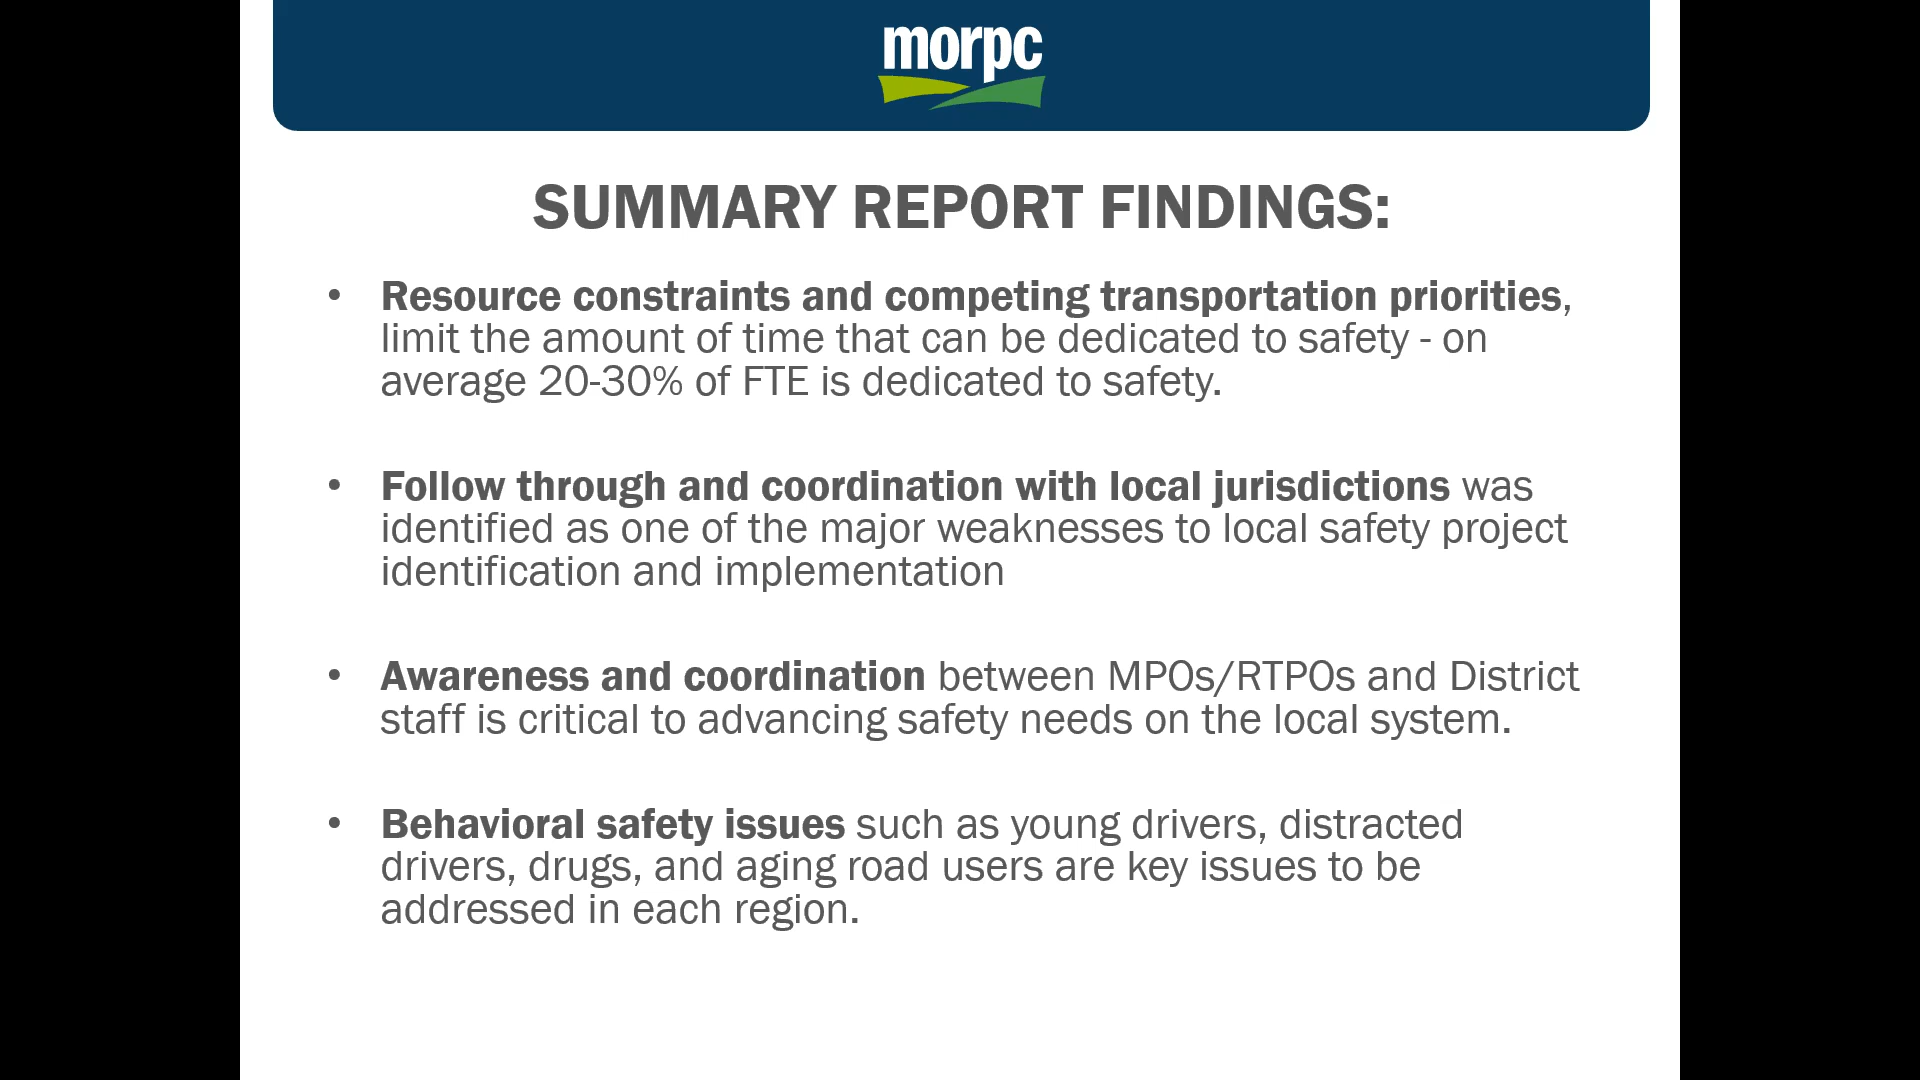 morpc
SUMMARY REPORT FINDINGS:
• Resource constraints and competing transportation priorities,
limit the amount of time that can be dedicated to safety - on
average 20-30% of FTE is dedicated to safety.
• Follow through and coordination with local jurisdictions was
identified as one of the major weaknesses to local safety project
identification and implementation
• Awareness and coordination between MPOs/RTPOs and District
staff is critical to advancing safety needs on the local system.
• Behavioral safety issues such as young drivers, distracted
drivers, drugs, and aging road users are key issues to be
addressed in each region.